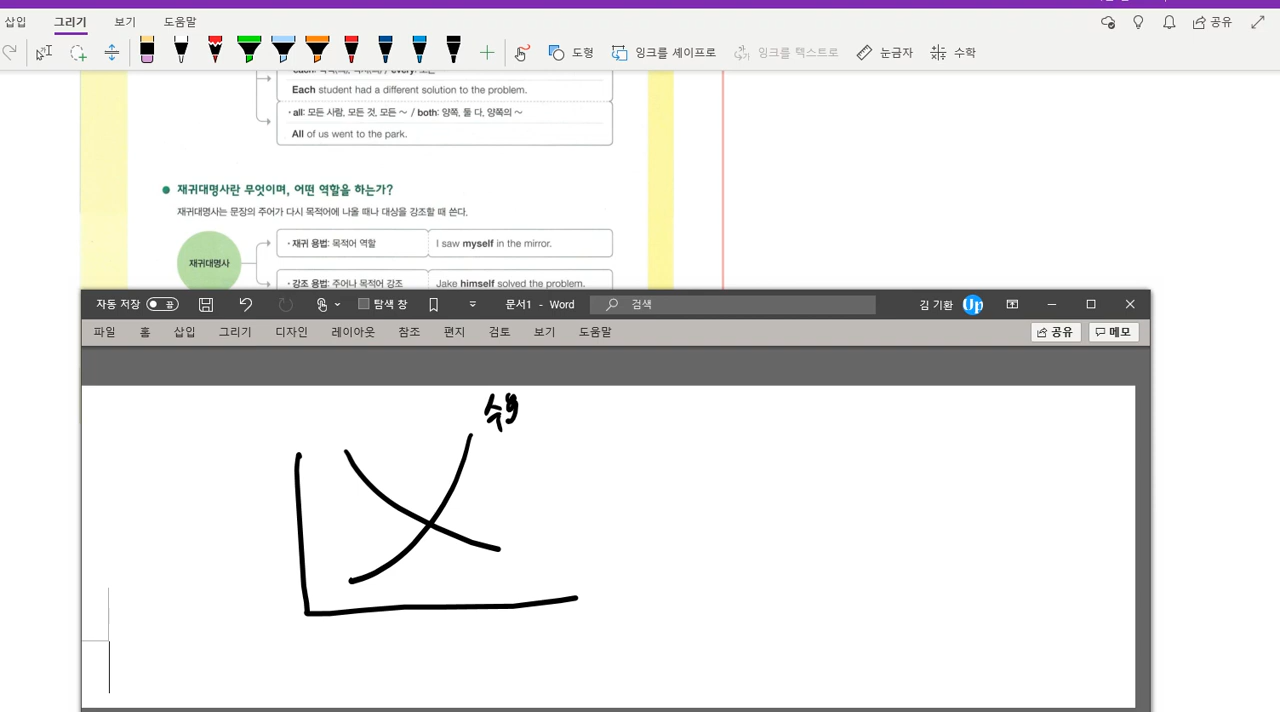 삽입 그리기 보기 도움말 공유
도형 잉크를 셰이프로 잉크를 텍스트로 눈금자 수학
Each student had a different solution to the problem.
· all: 모든 사람, 모든 것, 모든 ~ / both: 양쪽, 둘 다, 양쪽의 ~
All of us went to the park.
● 재귀대명사란 무엇이며, 어떤 역할을 하는가?
재귀대명사는 문장의 주어가 다시 목적어에 나올 때나 대상을 강조할 때 쓴다.
재귀대명사
· 재귀 용법: 목적어 역할 I saw myself in the mirror.
· 강조 용법: 주어나 목적어 강조 Jake himself solved the problem.
자동 저장 끔 탐색 창 문서1 - Word 검색 김 기환 Up
파일 홈 삽입 그리기 디자인 레이아웃 참조 편지 검토 보기 도움말 공유 메모